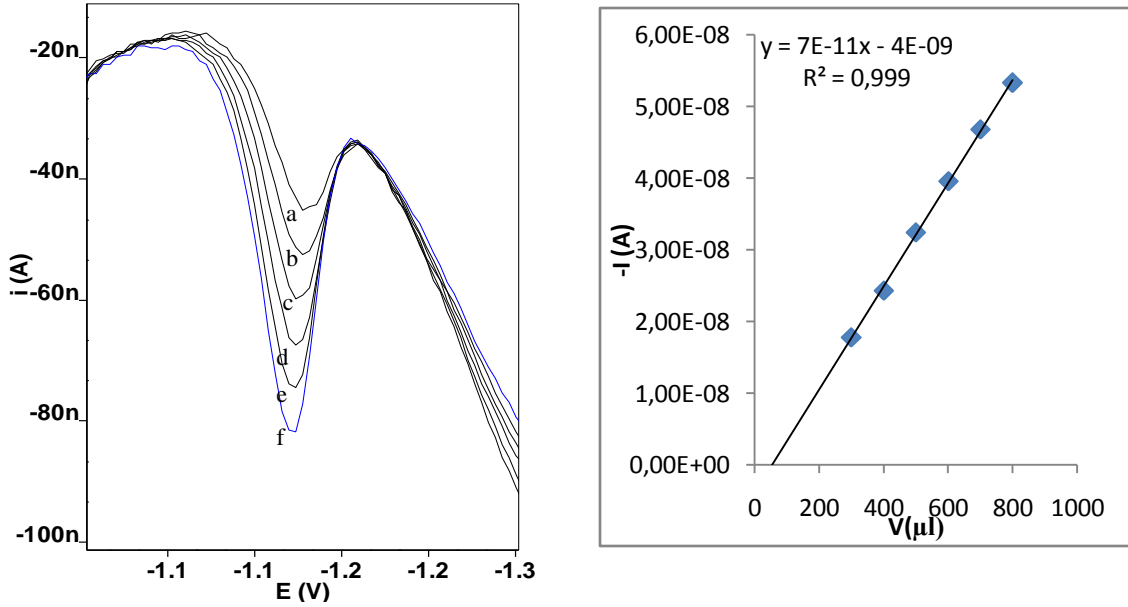 -20n
-40n
-60n
-80n
-100n
i (A)
a
b
c
d
e
f
-1.1 -1.1 -1.2 -1.2 -1.3
E (V)
6,00E-08
5,00E-08
4,00E-08
3,00E-08
2,00E-08
1,00E-08
0,00E+00
-I (A)
y = 7E-11x - 4E-09
R² = 0,999
0 200 400 600 800 1000
V(µl)